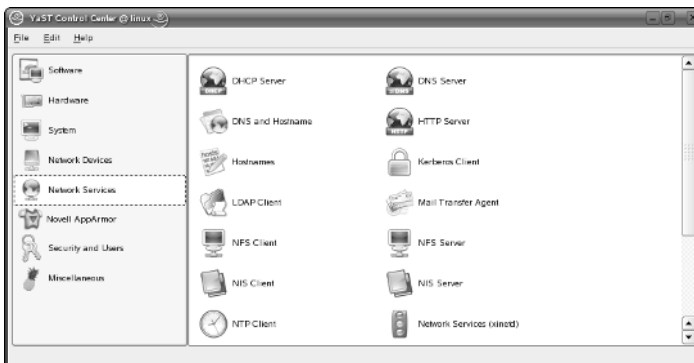 YaST Control Center @ linux
File Edit Help
Software
Hardware
System
Network Devices
Network Services
Novell AppArmor
Security and Users
Miscellaneous
DHCP Server
DNS Server
DNS and Hostname
HTTP Server
Hostnames
Kerberos Client
LDAP Client
Mail Transfer Agent
NFS Client
NFS Server
NIS Client
NIS Server
NTP Client
Network Services (xinetd)